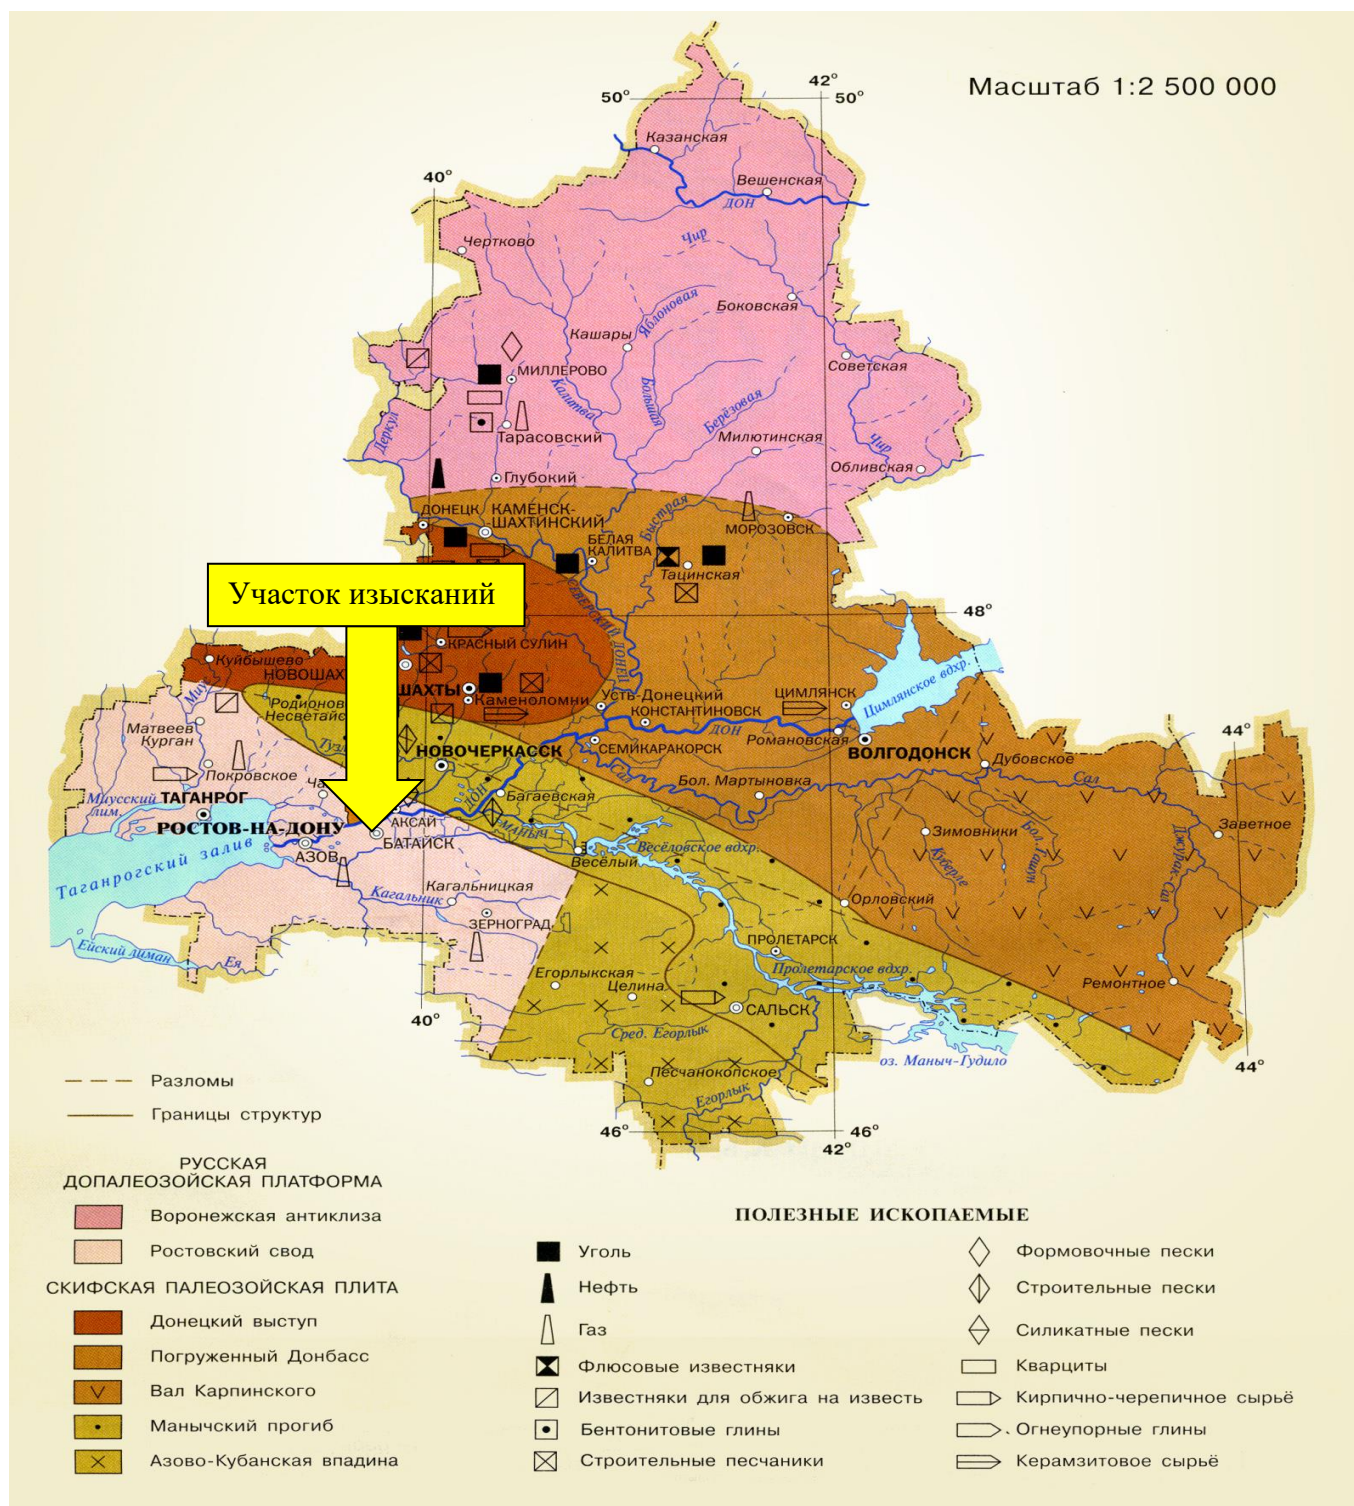 Масштаб 1:2 500 000
42°
50°
50°
Казанская
40°
Вешенская
ДОН
Чертково
Чир
Яблоновая
Боковская
Кашары
Советская
МИЛЛЕРОВО
Калитва
Большая
Берёзовая
Деркул
Тарасовский
Милютинская
Чир
Обливская
Глубокий
ДОНЕЦК
КАМЕНСК-
-ШАХТИНСКИЙ
Быстрая
МОРОЗОВСК
БЕЛАЯ
КАЛИТВА
Тацинская
Участок изысканий
СЕВЕРСКИЙ ДОНЕЦ
48°
КРАСНЫЙ СУЛИН
Куйбышево
НОВОШАХ
Миус
ШАХТЫ
Каменоломни
Усть-Донецкий
КОНСТАНТИНОВСК
ЦИМЛЯНСК
Цимлянское вдхр.
Родионов
Несветайс
Матвеев
Курган
Тузл
НОВОЧЕРКАССК
СЕМИКАРАКОРСК
ДОН
Романовская
ВОЛГОДОНСК
44°
Дубовское
Покровское
Сал
Бол. Мартыновка
Сал
Миусский
лим.
ТАГАНРОГ
Ча
ДОН
Багаевская
АКСАЙ
МАНЫЧ
РОСТОВ-НА-ДОНУ
БАТАЙСК
АЗОВ
Весёлый
Весёловское вдхр.
Зимовники
Куберле
Бол. Гашун
Джурак-Сал
Заветное
Таганрогский залив
Кагальник
Кагальницкая
ЗЕРНОГРАД
Орловский
Ейский лиман
Ея
ПРОЛЕТАРСК
Пролетарское вдхр.
Егорлыкская
Целина
Ремонтное
САЛЬСК
40°
Сред. Егорлык
оз. Маныч-Гудило
44°
Песчанокопское
Егорлык
46°
46°
42°
Разломы
Границы структур
РУССКАЯ
ДОПАЛЕОЗОЙСКАЯ ПЛАТФОРМА
Воронежская антиклиза
Ростовский свод
СКИФСКАЯ ПАЛЕОЗОЙСКАЯ ПЛИТА
Донецкий выступ
Погруженный Донбасс
Вал Карпинского
Манычский прогиб
Азово-Кубанская впадина
ПОЛЕЗНЫЕ ИСКОПАЕМЫЕ
Уголь
Нефть
Газ
Флюсовые известняки
Известняки для обжига на известь
Бентонитовые глины
Строительные песчаники
Формовочные пески
Строительные пески
Силикатные пески
Кварциты
Кирпично-черепичное сырьё
Огнеупорные глины
Керамзитовое сырьё